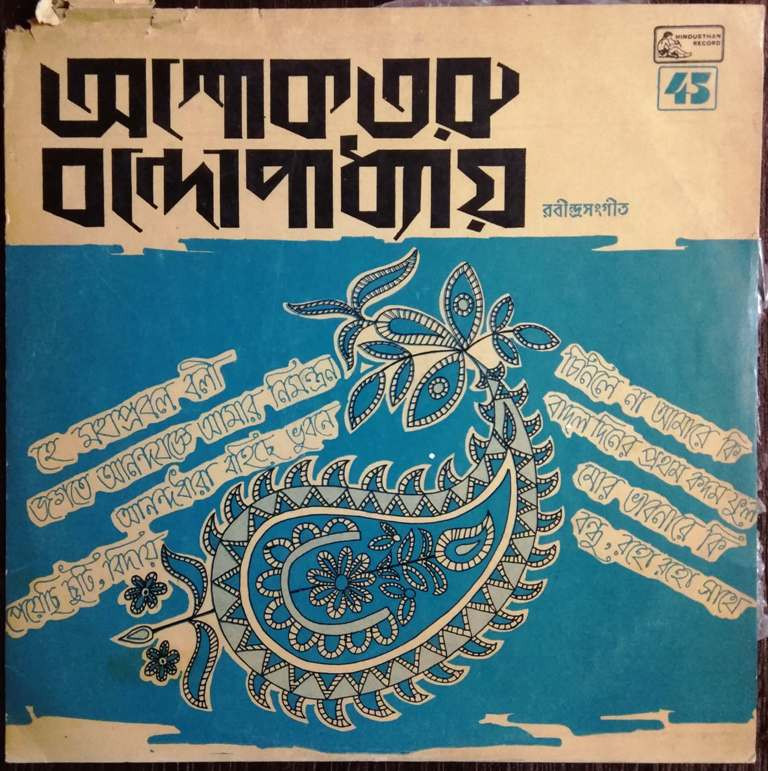 HINDUSTHAN
RECORD
45
অশোকতরু
বন্দ্যোপাধ্যায়
রবীন্দ্রসংগীত
হে মহাপ্রবল বলী
জগতে আনন্দযজ্ঞে আমার নিমন্ত্রণ
আনন্দধারা বহিছে ভুবনে
পেয়েছি ছুটি, বিদায়
চিনিলে না আমারে কি
বাদল দিনের প্রথম কদম ফুল
মোর ভাবনারে কি
বন্ধু, রহো রহো সাথে